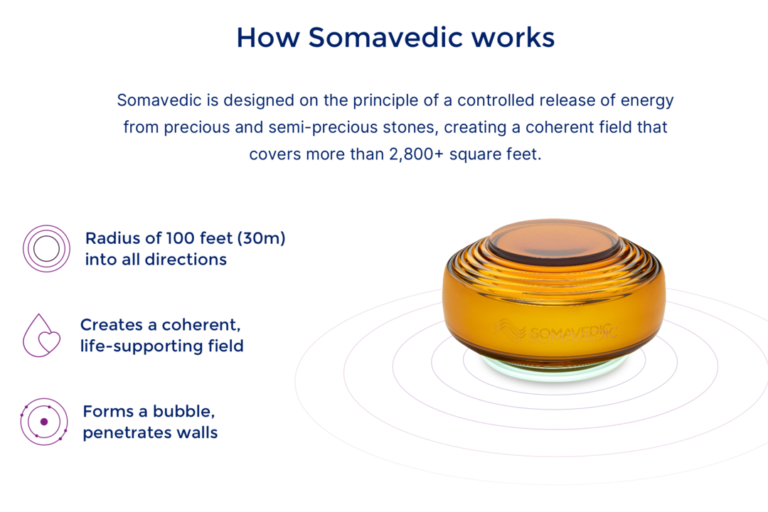 How Somavedic works
Somavedic is designed on the principle of a controlled release of energy
from precious and semi-precious stones, creating a coherent field that
covers more than 2,800+ square feet.
Radius of 100 feet (30m)
into all directions
Creates a coherent,
life-supporting field
Forms a bubble,
penetrates walls
SOMAVEDIC